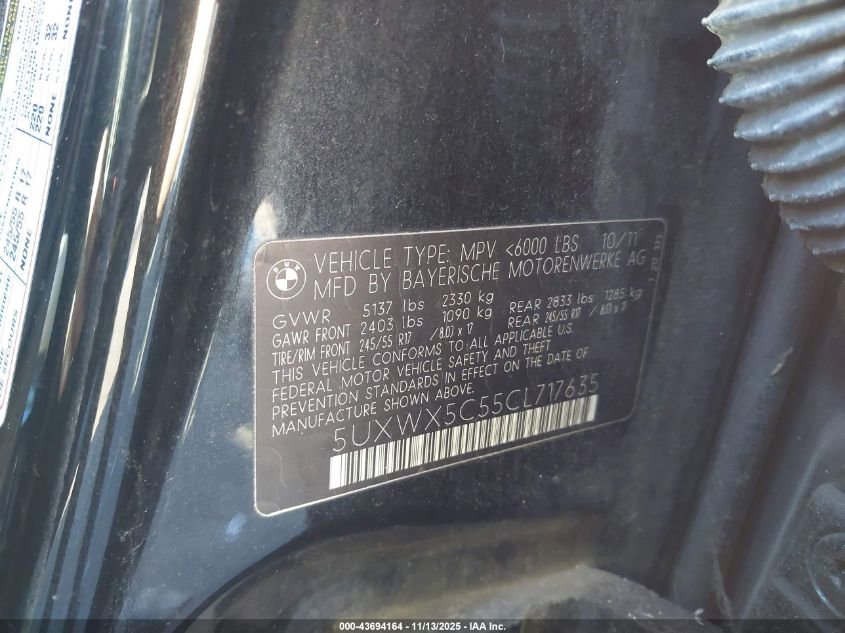 VEHICLE TYPE: MPV <6000 LBS 10/11
MFD BY BAYERISCHE MOTORENWERKE AG
GVWR 5137 lbs 2330 kg
GAWR FRONT 2403 lbs 1090 kg REAR 2833 lbs 1285 kg
TIRE/RIM FRONT 245/55 R17 /8.0J x 17 REAR 245/55 R17 /8.0J x 17
THIS VEHICLE CONFORMS TO ALL APPLICABLE U.S.
FEDERAL MOTOR VEHICLE SAFETY AND THEFT
PREVENTION STANDARDS IN EFFECT ON THE DATE OF
MANUFACTURE SHOWN ABOVE.
5UXWX5C55CL717635
NONE
NONE
NONE
000-43694164 - 11/13/2025 - IAA Inc.